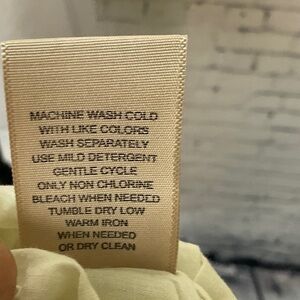 MACHINE WASH COLD
WITH LIKE COLORS
WASH SEPARATELY
USE MILD DETERGENT
GENTLE CYCLE
ONLY NON CHLORINE
BLEACH WHEN NEEDED
TUMBLE DRY LOW
WARM IRON
WHEN NEEDED
OR DRY CLEAN